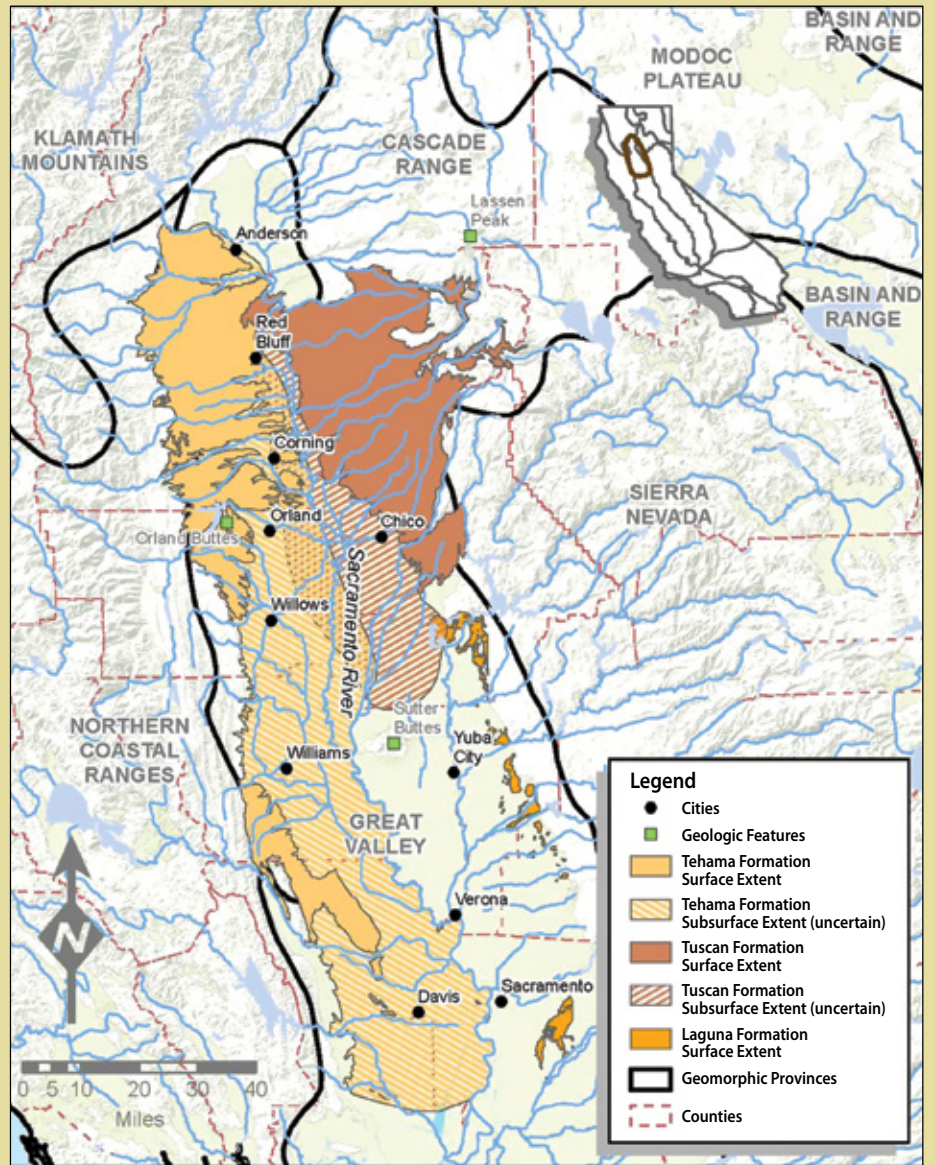 BASIN AND
RANGE
MODOC
PLATEAU
KLAMATH
MOUNTAINS
CASCADE
RANGE
Lassen
Peak
Anderson
BASIN AND
RANGE
Red
Bluff
Corning
SIERRA
NEVADA
Orland
Chico
Orland Buttes
Sacramento River
Willows
NORTHERN
COASTAL
RANGES
Sutter
Buttes
Yuba
City
Williams
GREAT
VALLEY
Verona
Davis
Sacramento
N
0 5 10 20 30 40
Miles
Legend
Cities
Geologic Features
Tehama Formation
Surface Extent
Tehama Formation
Subsurface Extent (uncertain)
Tuscan Formation
Surface Extent
Tuscan Formation
Subsurface Extent (uncertain)
Laguna Formation
Surface Extent
Geomorphic Provinces
Counties